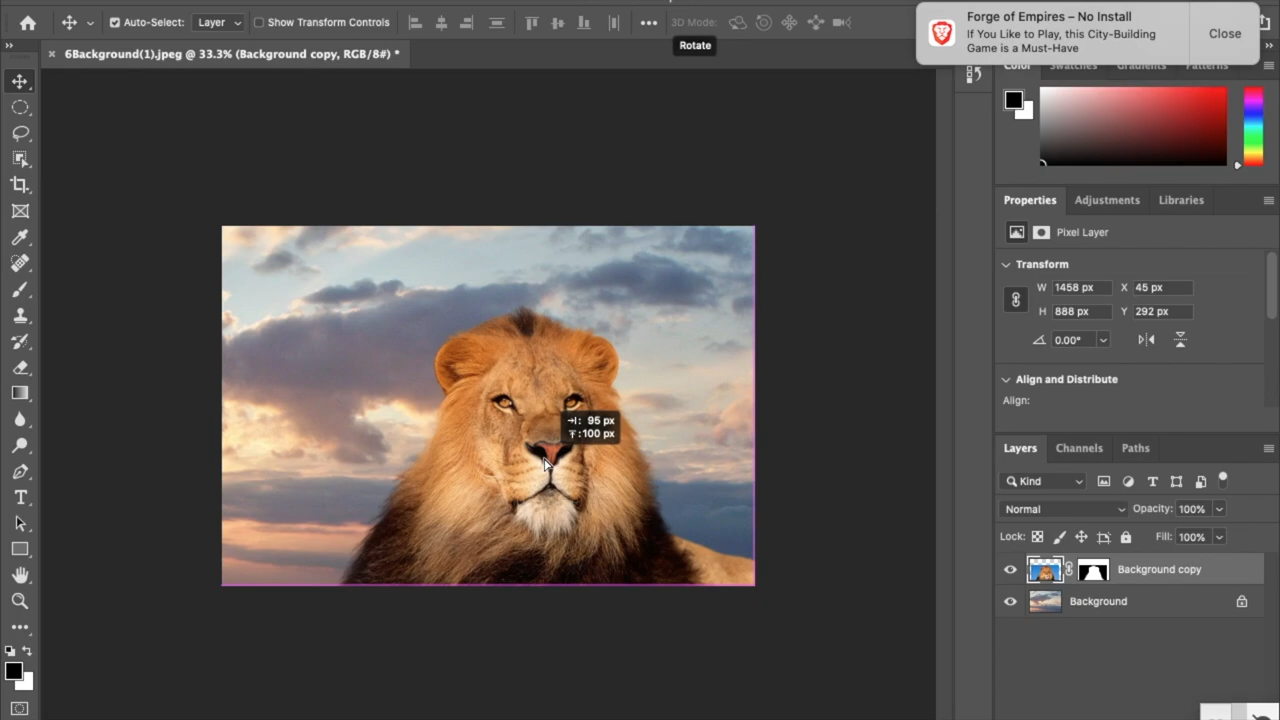 Auto-Select: Layer Show Transform Controls 3D Mode:
Rotate
Forge of Empires – No Install
If You Like to Play, this City-Building
Game is a Must-Have
Close
6Background(1).jpeg @ 33.3% (Background copy, RGB/8#) *
Color Swatches Gradients Patterns
Properties Adjustments Libraries
Pixel Layer
Transform
W 1458 px X 45 px
H 888 px Y 292 px
0.00°
Align and Distribute
Align:
95 px
100 px
Layers Channels Paths
Kind
Normal Opacity: 100%
Lock: Fill: 100%
Background copy
Background